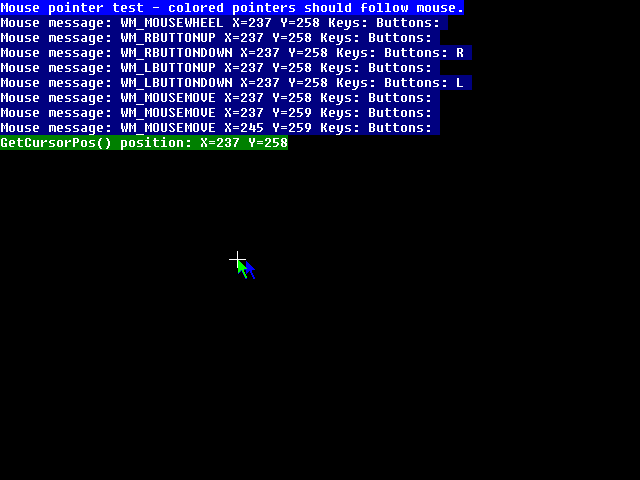 Mouse pointer test - colored pointers should follow mouse.
Mouse message: WM_MOUSEWHEEL X=237 Y=258 Keys: Buttons:
Mouse message: WM_RBUTTONUP X=237 Y=258 Keys: Buttons:
Mouse message: WM_RBUTTONDOWN X=237 Y=258 Keys: Buttons: R
Mouse message: WM_LBUTTONUP X=237 Y=258 Keys: Buttons:
Mouse message: WM_LBUTTONDOWN X=237 Y=258 Keys: Buttons: L
Mouse message: WM_MOUSEMOVE X=237 Y=258 Keys: Buttons:
Mouse message: WM_MOUSEMOVE X=237 Y=259 Keys: Buttons:
Mouse message: WM_MOUSEMOVE X=245 Y=259 Keys: Buttons:
GetCursorPos() position: X=237 Y=258